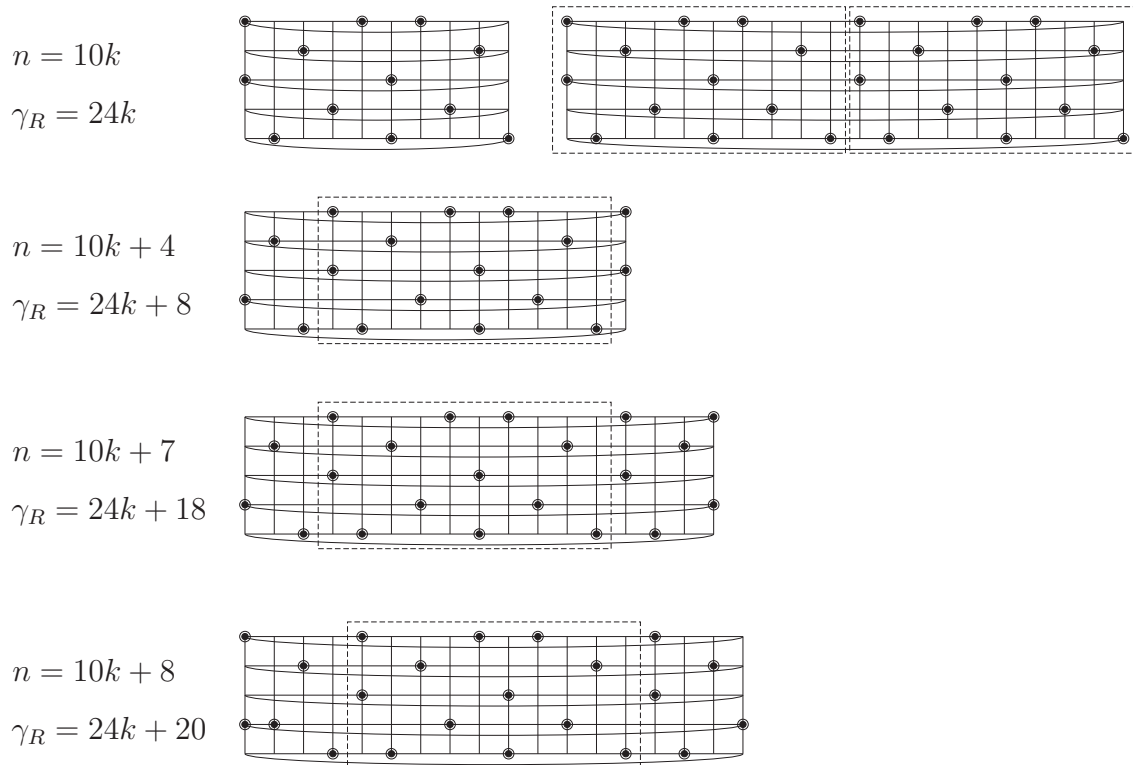 n = 10k
γ_R = 24k
n = 10k + 4
γ_R = 24k + 8
n = 10k + 7
γ_R = 24k + 18
n = 10k + 8
γ_R = 24k + 20